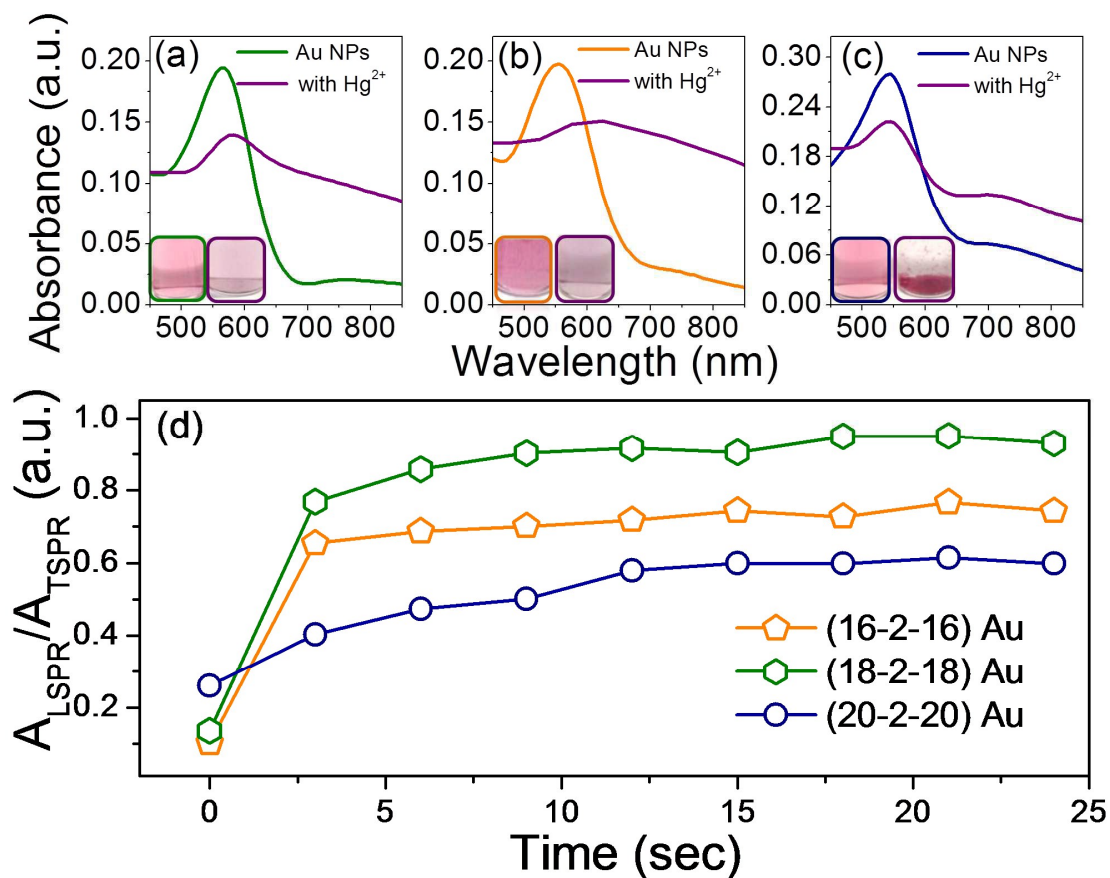 (a)
Au NPs
with Hg²⁺
0.20
0.15
0.10
0.05
0.00
500 600 700 800
(b)
Au NPs
with Hg²⁺
0.20
0.15
0.10
0.05
0.00
500 600 700 800
(c)
Au NPs
with Hg²⁺
0.30
0.24
0.18
0.12
0.06
0.00
500 600 700 800
Absorbance (a.u.)
Wavelength (nm)
(d)
A_LSPR/A_TSPR (a.u.)
1.0
0.8
0.6
0.4
0.2
(16-2-16) Au
(18-2-18) Au
(20-2-20) Au
0 5 10 15 20 25
Time (sec)